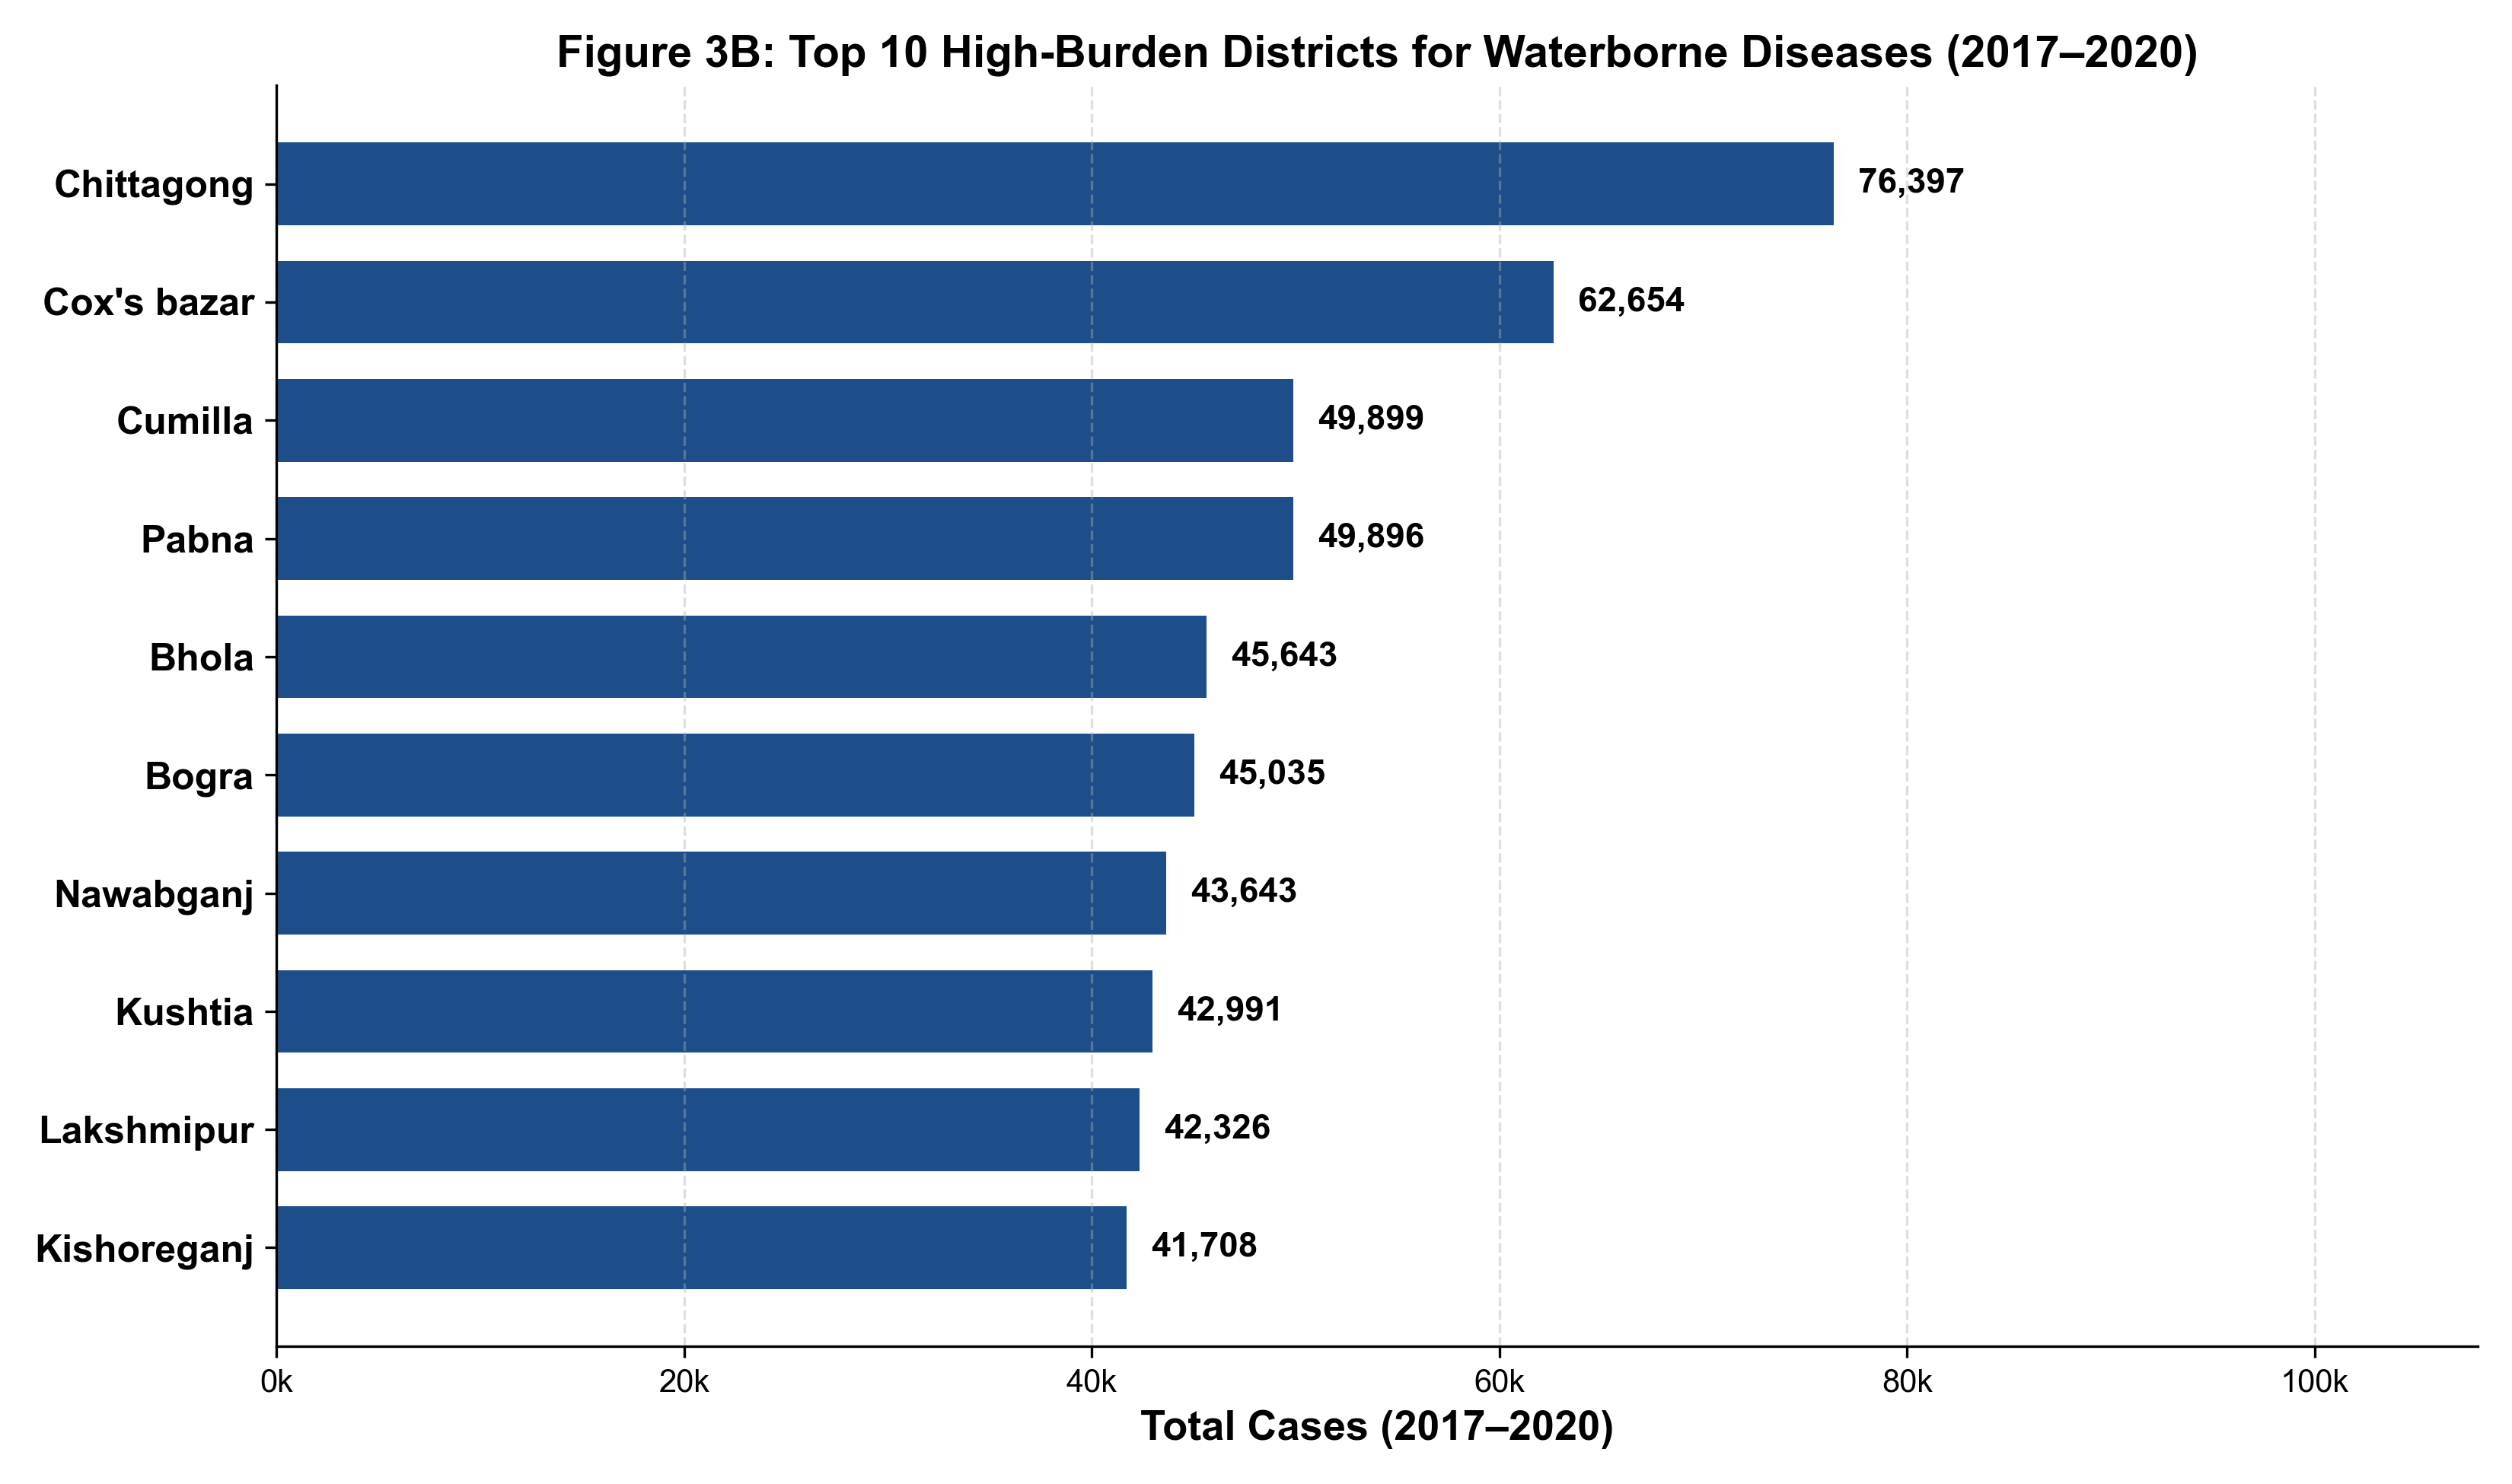 Figure 3B: Top 10 High-Burden Districts for Waterborne Diseases (2017–2020)
Chittagong 76,397
Cox's bazar 62,654
Cumilla 49,899
Pabna 49,896
Bhola 45,643
Bogra 45,035
Nawabganj 43,643
Kushtia 42,991
Lakshmipur 42,326
Kishoreganj 41,708
0k 20k 40k 60k 80k 100k
Total Cases (2017–2020)